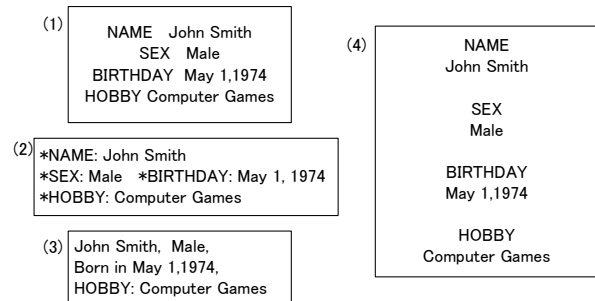 (1)
NAME John Smith
SEX Male
BIRTHDAY May 1,1974
HOBBY Computer Games
(2)
*NAME: John Smith
*SEX: Male *BIRTHDAY: May 1, 1974
*HOBBY: Computer Games
(3)
John Smith, Male,
Born in May 1,1974,
HOBBY: Computer Games
(4)
NAME
John Smith
SEX
Male
BIRTHDAY
May 1,1974
HOBBY
Computer Games